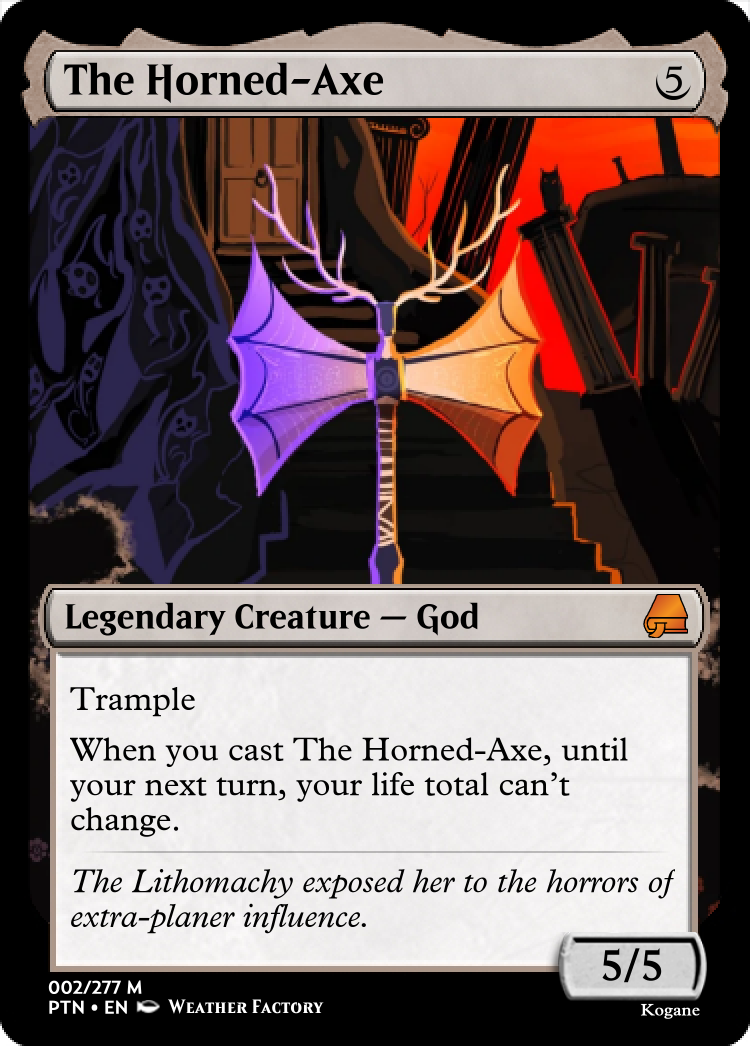 The Horned-Axe 5
Legendary Creature — God
Trample
When you cast The Horned-Axe, until
your next turn, your life total can't
change.
The Lithomachy exposed her to the horrors of
extra-planer influence.
5/5
002/277 M
PTN • EN Weather Factory
Kogane